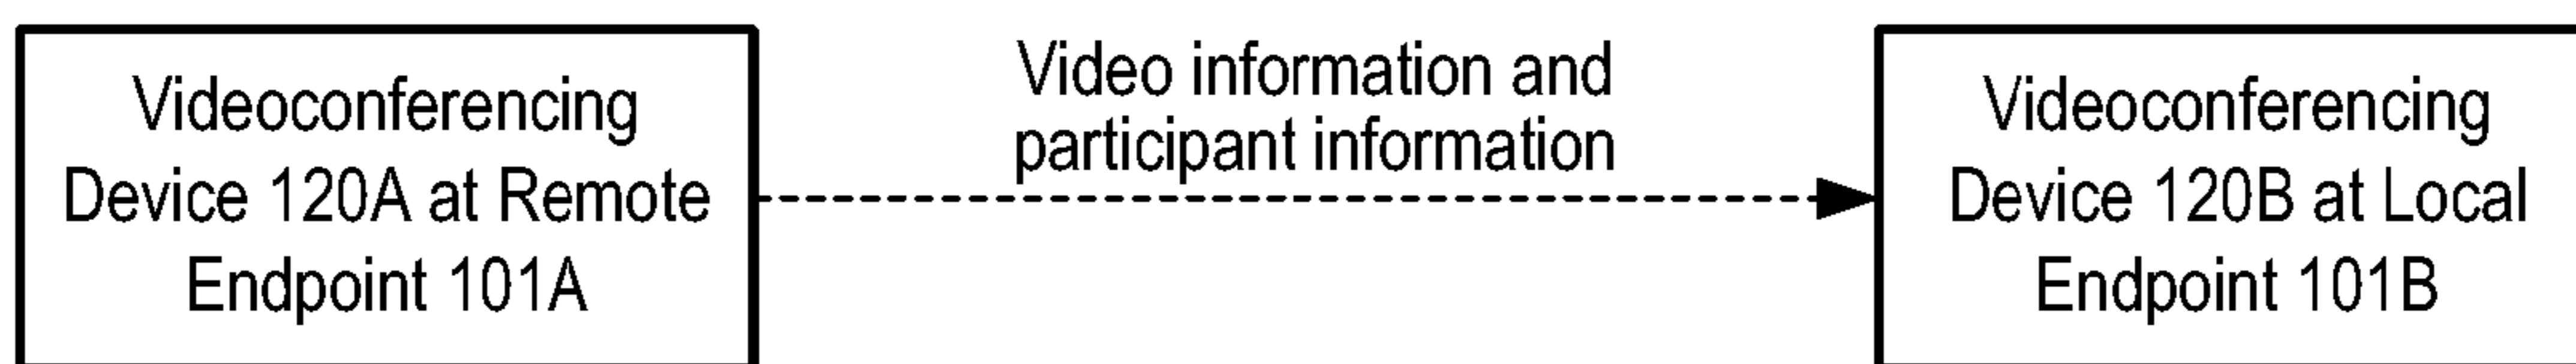 Videoconferencing
Device 120A at Remote
Endpoint 101A
Video information and
participant information
Videoconferencing
Device 120B at Local
Endpoint 101B